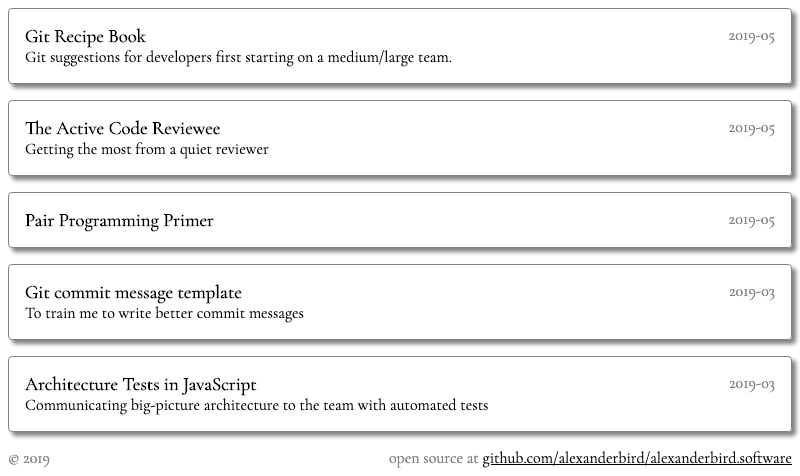 Git Recipe Book 2019-05
Git suggestions for developers first starting on a medium/large team.
The Active Code Reviewee 2019-05
Getting the most from a quiet reviewer
Pair Programming Primer 2019-05
Git commit message template 2019-03
To train me to write better commit messages
Architecture Tests in JavaScript 2019-03
Communicating big-picture architecture to the team with automated tests
© 2019 open source at github.com/alexanderbird/alexanderbird.software